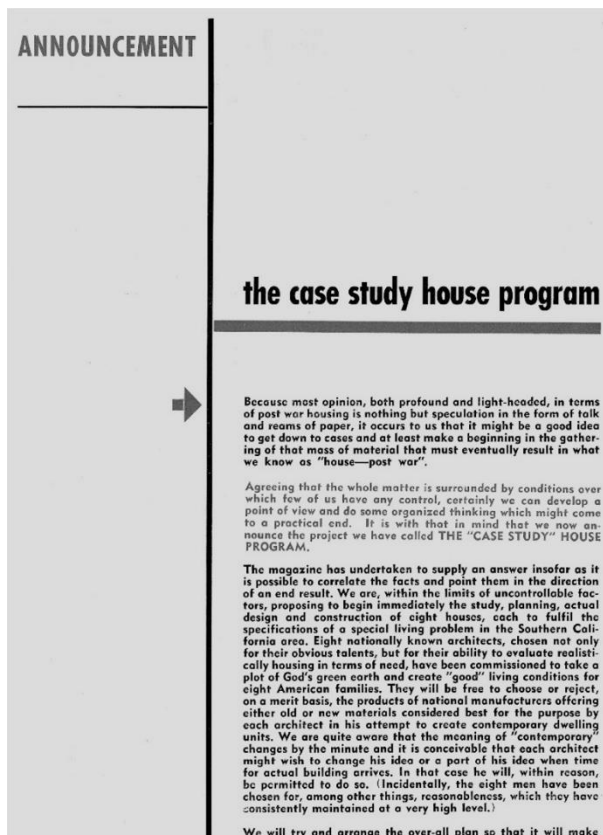 ANNOUNCEMENT
the case study house program
Because most opinion, both profound and light-headed, in terms
of post war housing is nothing but speculation in the form of talk
and reams of paper, it occurs to us that it might be a good idea
to get down to cases and at least make a beginning in the gather-
ing of that mass of material that must eventually result in what
we know as "house—post war".
Agreeing that the whole matter is surrounded by conditions over
which few of us have any control, certainly we can develop a
point of view and do some organized thinking which might come
to a practical end. It is with that in mind that we now an-
nounce the project we have called THE "CASE STUDY" HOUSE
PROGRAM.
The magazine has undertaken to supply an answer insofar as it
is possible to correlate the facts and point them in the direction
of an end result. We are, within the limits of uncontrollable fac-
tors, proposing to begin immediately the study, planning, actual
design and construction of eight houses, each to fulfil the
specifications of a special living problem in the Southern Cali-
fornia area. Eight nationally known architects, chosen not only
for their obvious talents, but for their ability to evaluate realisti-
cally housing in terms of need, have been commissioned to take a
plot of God's green earth and create "good" living conditions for
eight American families. They will be free to choose or reject,
on a merit basis, the products of national manufacturers offering
either old or new materials considered best for the purpose by
each architect in his attempt to create contemporary dwelling
units. We are quite aware that the meaning of "contemporary"
changes by the minute and it is conceivable that each architect
might wish to change his idea or a part of his idea when time
for actual building arrives. In that case he will, within reason,
be permitted to do so. (Incidentally, the eight men have been
chosen for, among other things, reasonableness, which they have
consistently maintained at a very high level.)
We will try and arrange the over-all plan so that it will make